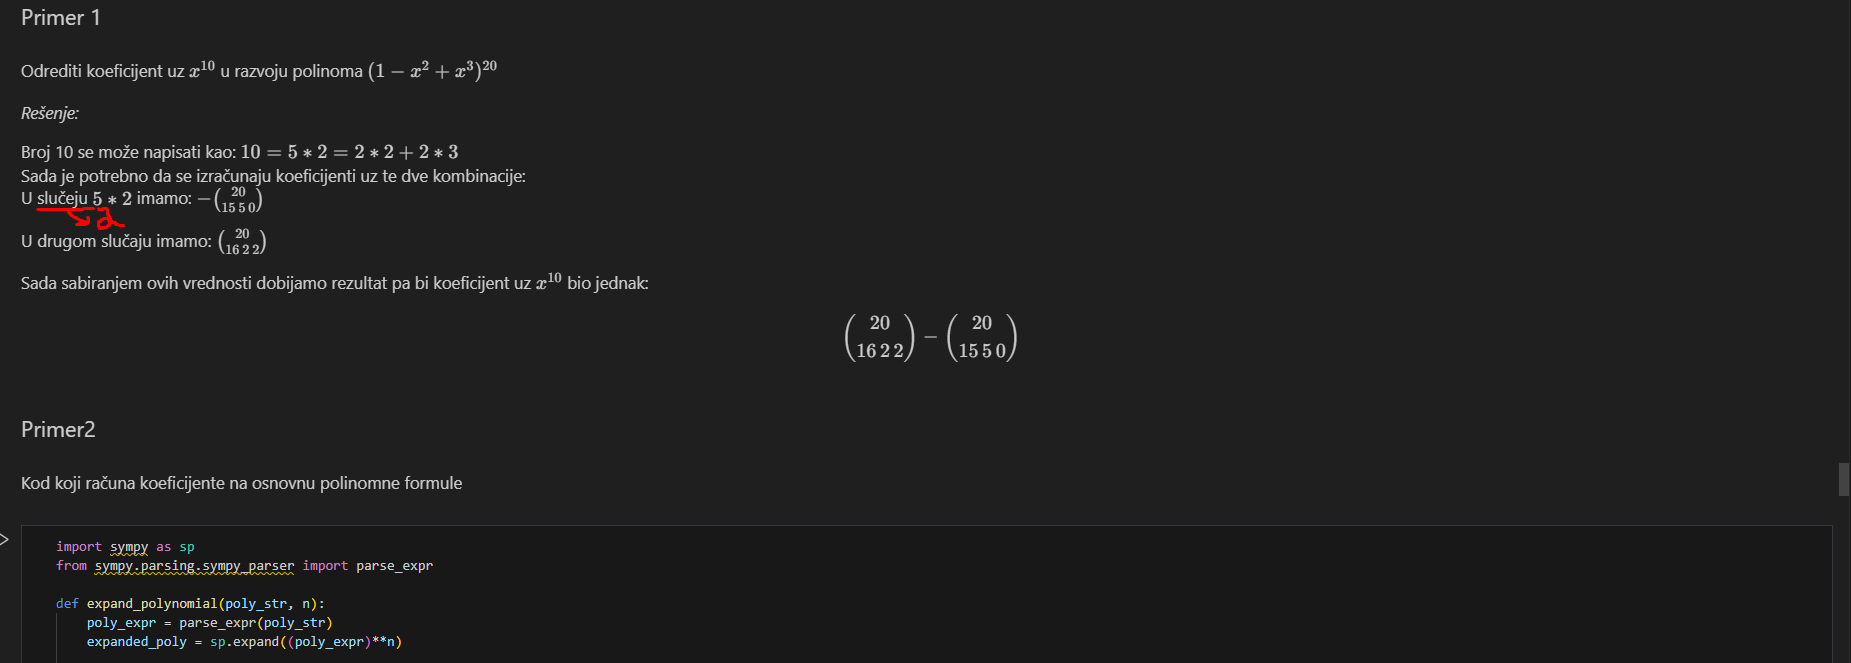 Primer 1
Odrediti koeficijent uz x^10 u razvoju polinoma (1 − x^2 + x^3)^20
Rešenje:
Broj 10 se može napisati kao: 10 = 5 ∗ 2 = 2 ∗ 2 + 2 ∗ 3
Sada je potrebno da se izračunaju koeficijenti uz te dve kombinacije:
U slučeju 5 ∗ 2 imamo: −(20 / 15 5 0)
a
U drugom slučaju imamo: (20 / 16 2 2)
Sada sabiranjem ovih vrednosti dobijamo rezultat pa bi koeficijent uz x^10 bio jednak:
(20 / 16 2 2) − (20 / 15 5 0)
Primer2
Kod koji računa koeficijente na osnovnu polinomne formule
import sympy as sp
from sympy.parsing.sympy_parser import parse_expr
def expand_polynomial(poly_str, n):
poly_expr = parse_expr(poly_str)
expanded_poly = sp.expand((poly_expr)**n)